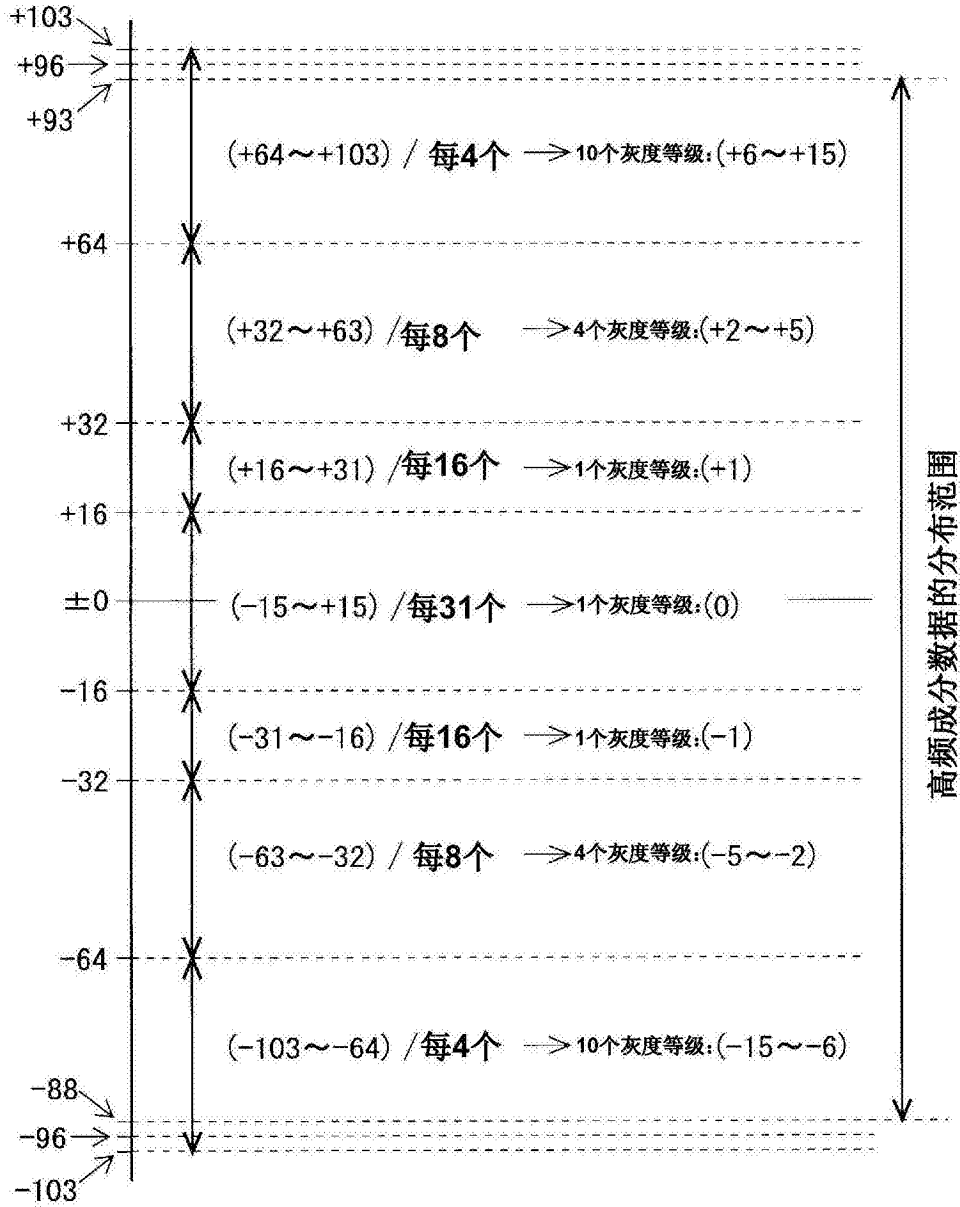 +103
+96
+93
(+64～+103) / 每4个 → 10个灰度等级:(+6～+15)
+64
(+32～+63) /每8个 → 4个灰度等级:(+2～+5)
+32
(+16～+31) /每16个 → 1个灰度等级:(+1)
+16
±0
(-15～+15) /每31个 → 1个灰度等级:(0)
-16
(-31～-16) /每16个 → 1个灰度等级:(-1)
-32
(-63～-32) / 每8个 → 4个灰度等级:(-5～-2)
-64
(-103～-64) /每4个 → 10个灰度等级:(-15～-6)
-88
-96
-103
高频成分数据的分布范围